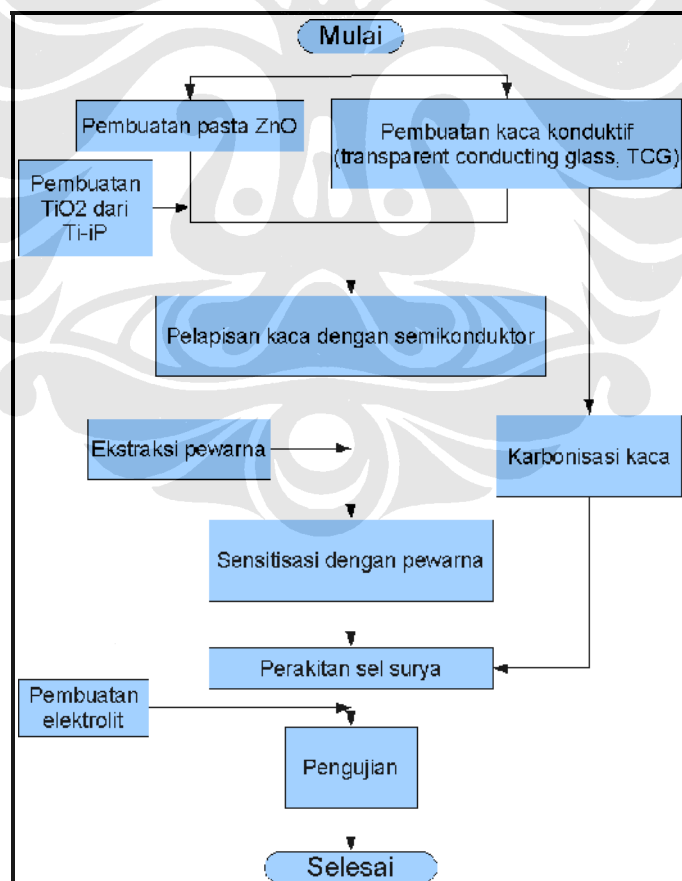 Mulai
Pembuatan pasta ZnO
Pembuatan kaca konduktif
(transparent conducting glass, TCG)
Pembuatan
TiO2 dari
Ti-iP
Pelapisan kaca dengan semikonduktor
Ekstraksi pewarna
Karbonisasi kaca
Sensitisasi dengan pewarna
Perakitan sel surya
Pembuatan
elektrolit
Pengujian
Selesai